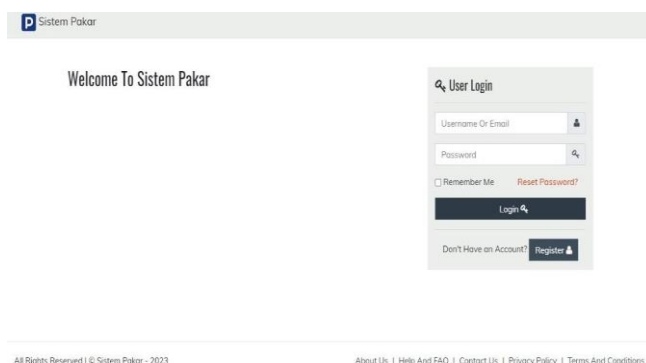 Sistem Pakar
Welcome To Sistem Pakar
User Login
Username Or Email
Password
Remember Me Reset Password?
Login
Don't Have an Account? Register
All Rights Reserved | © Sistem Pakar - 2023
About Us | Help And FAQ | Contact Us | Privacy Policy | Terms And Conditions